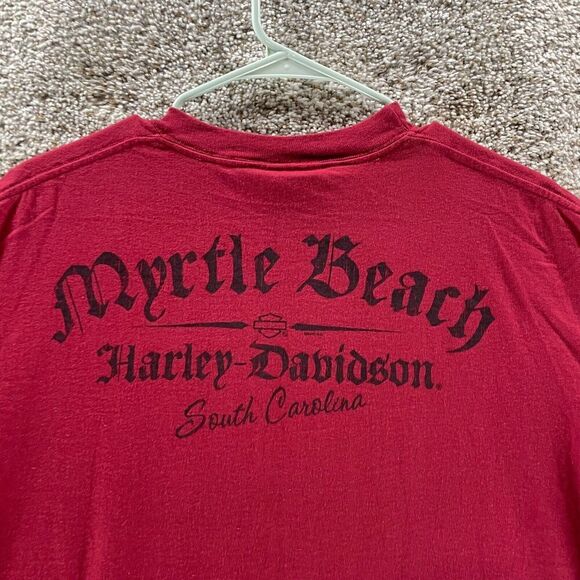 Myrtle Beach
Harley-Davidson®
South Carolina